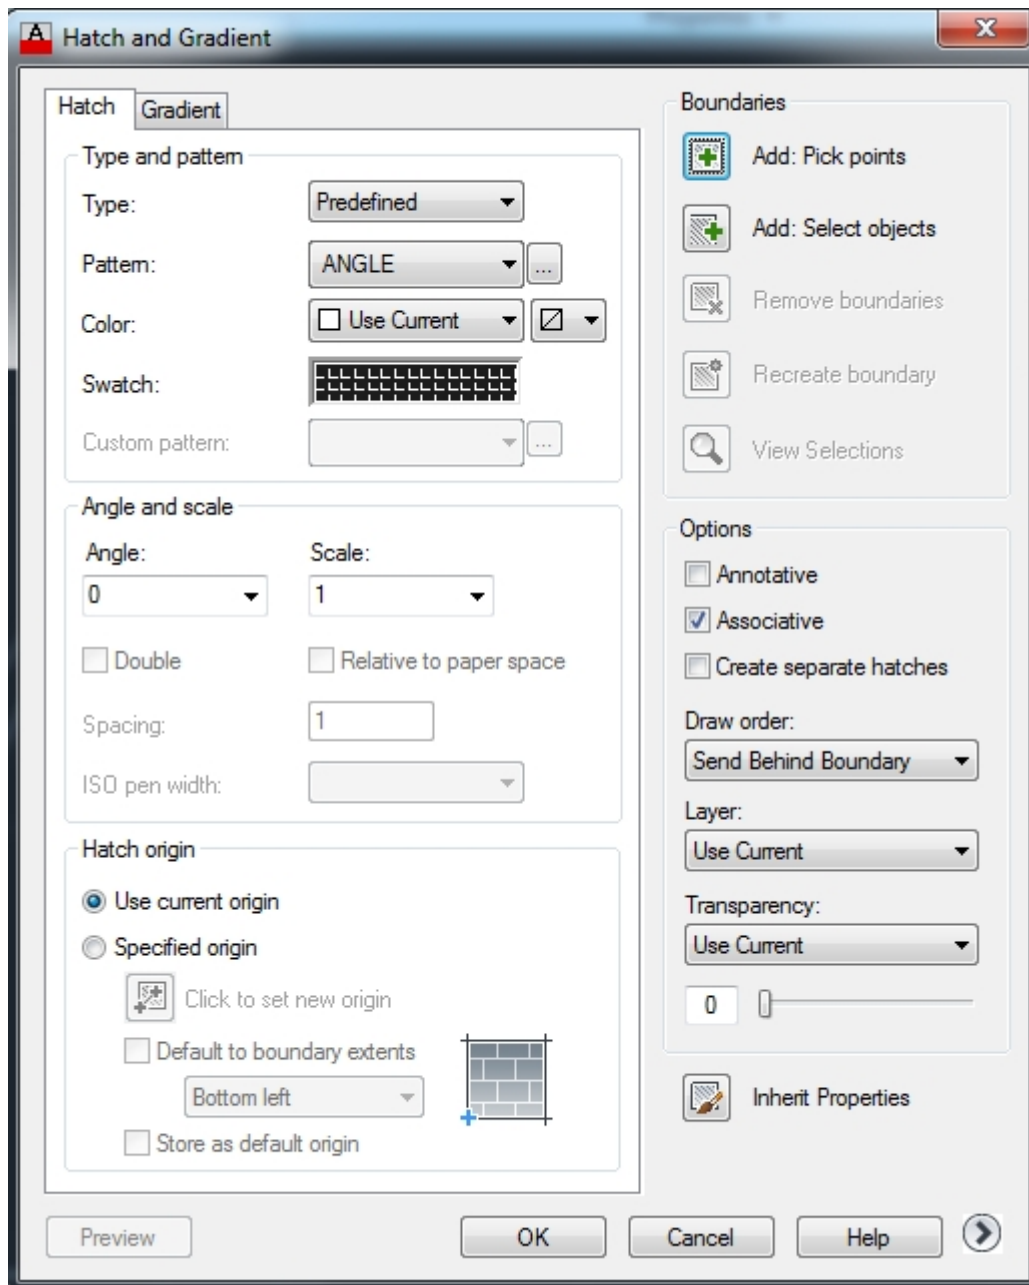 Hatch and Gradient
Hatch
Gradient
Type and pattern
Type:
Predefined
Pattern:
ANGLE
...
Color:
Use Current
Swatch:
Custom pattern:
...
Angle and scale
Angle:
Scale:
0
1
Double
Relative to paper space
Spacing:
1
ISO pen width:
Hatch origin
Use current origin
Specified origin
Click to set new origin
Default to boundary extents
Bottom left
Store as default origin
Boundaries
Add: Pick points
Add: Select objects
Remove boundaries
Recreate boundary
View Selections
Options
Annotative
Associative
Create separate hatches
Draw order:
Send Behind Boundary
Layer:
Use Current
Transparency:
Use Current
0
Inherit Properties
Preview
OK
Cancel
Help